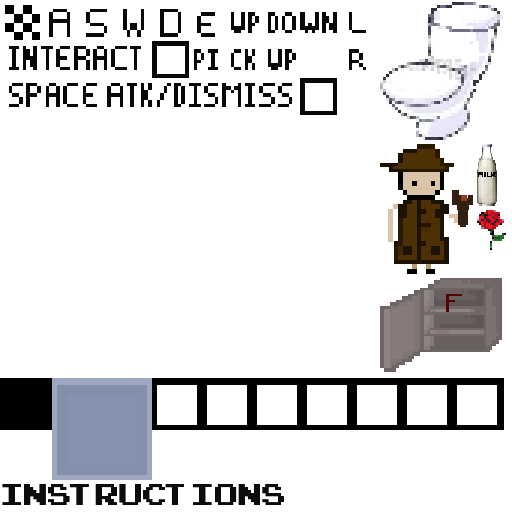 A S W D E UP DOWN L
INTERACT PICK UP R
SPACE ATK/DISMISS
MILK
F
INSTRUCTIONS